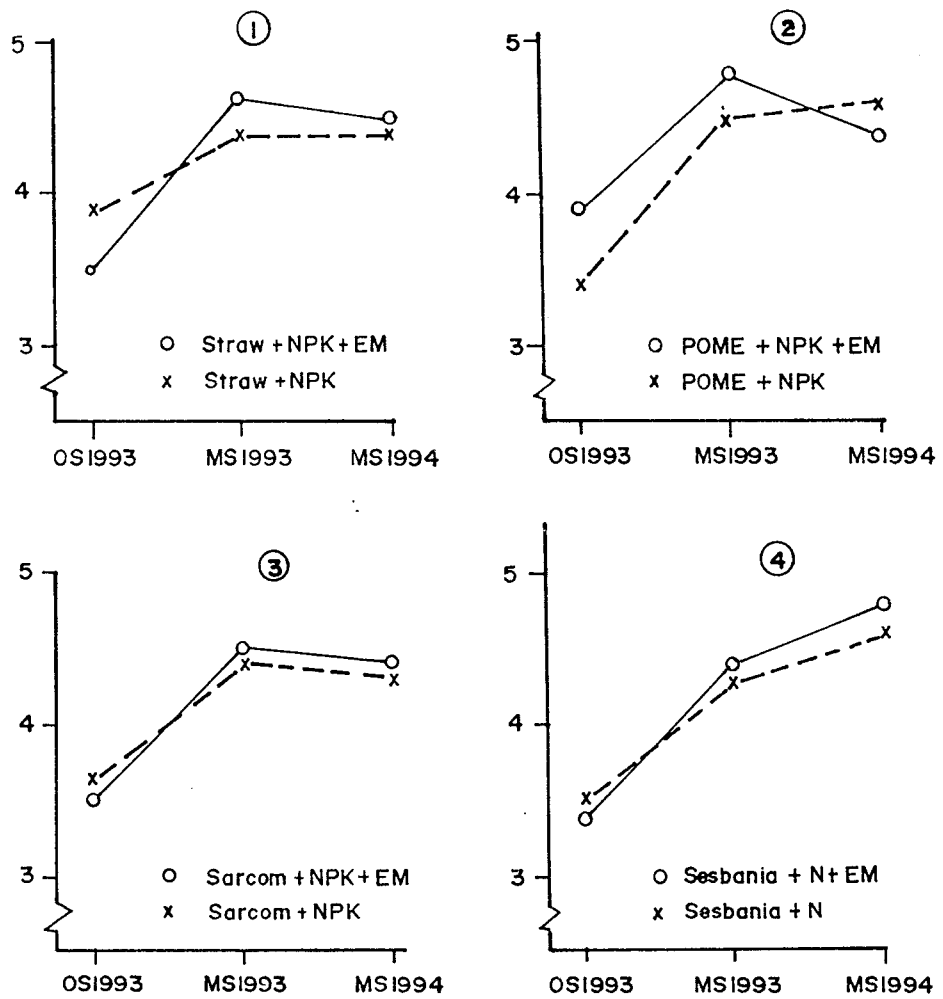 1
5
4
3
Straw + NPK + EM
Straw + NPK
OS1993 MS1993 MS1994
2
5
4
3
POME + NPK + EM
POME + NPK
OS1993 MS1993 MS1994
3
5
4
3
Sarcom + NPK + EM
Sarcom + NPK
OS1993 MS1993 MS1994
4
5
4
3
Sesbania + N + EM
Sesbania + N
OS1993 MS1993 MS1994